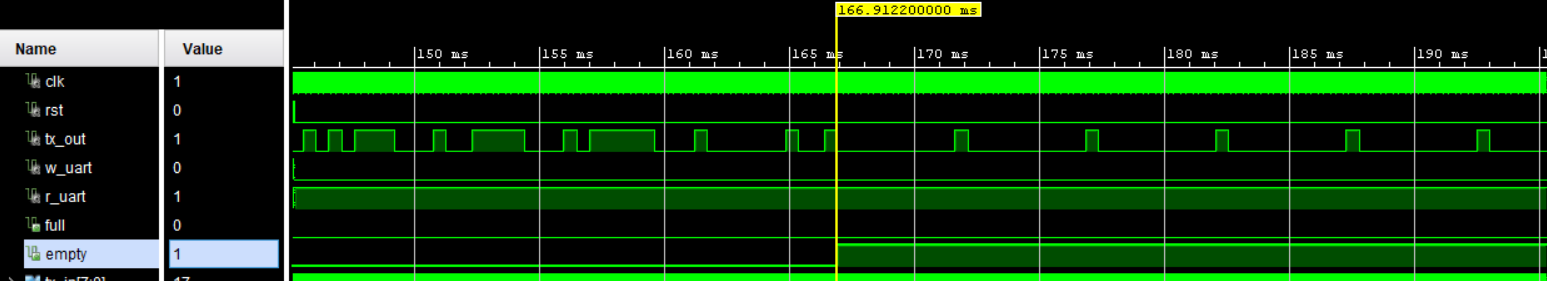 166.912200000 ms
Name Value
150 ms 155 ms 160 ms 165 ms 170 ms 175 ms 180 ms 185 ms 190 ms
clk 1
rst 0
tx_out 1
w_uart 0
r_uart 1
full 0
empty 1